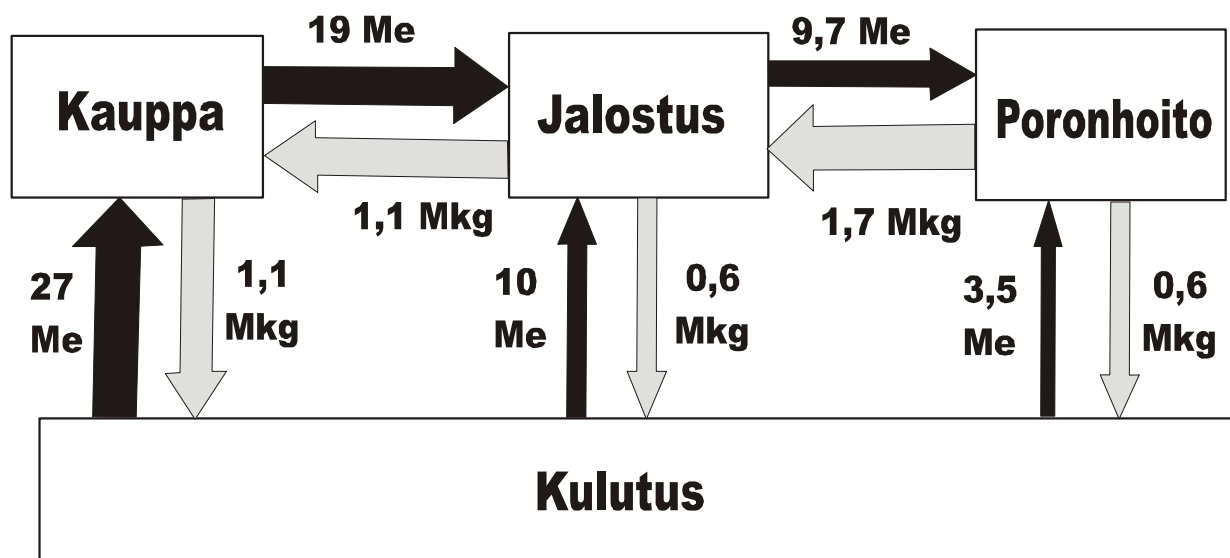 19 Me
9,7 Me
Kauppa
Jalostus
Poronhoito
1,1 Mkg
1,7 Mkg
27
Me
1,1
Mkg
10
Me
0,6
Mkg
3,5
Me
0,6
Mkg
Kulutus